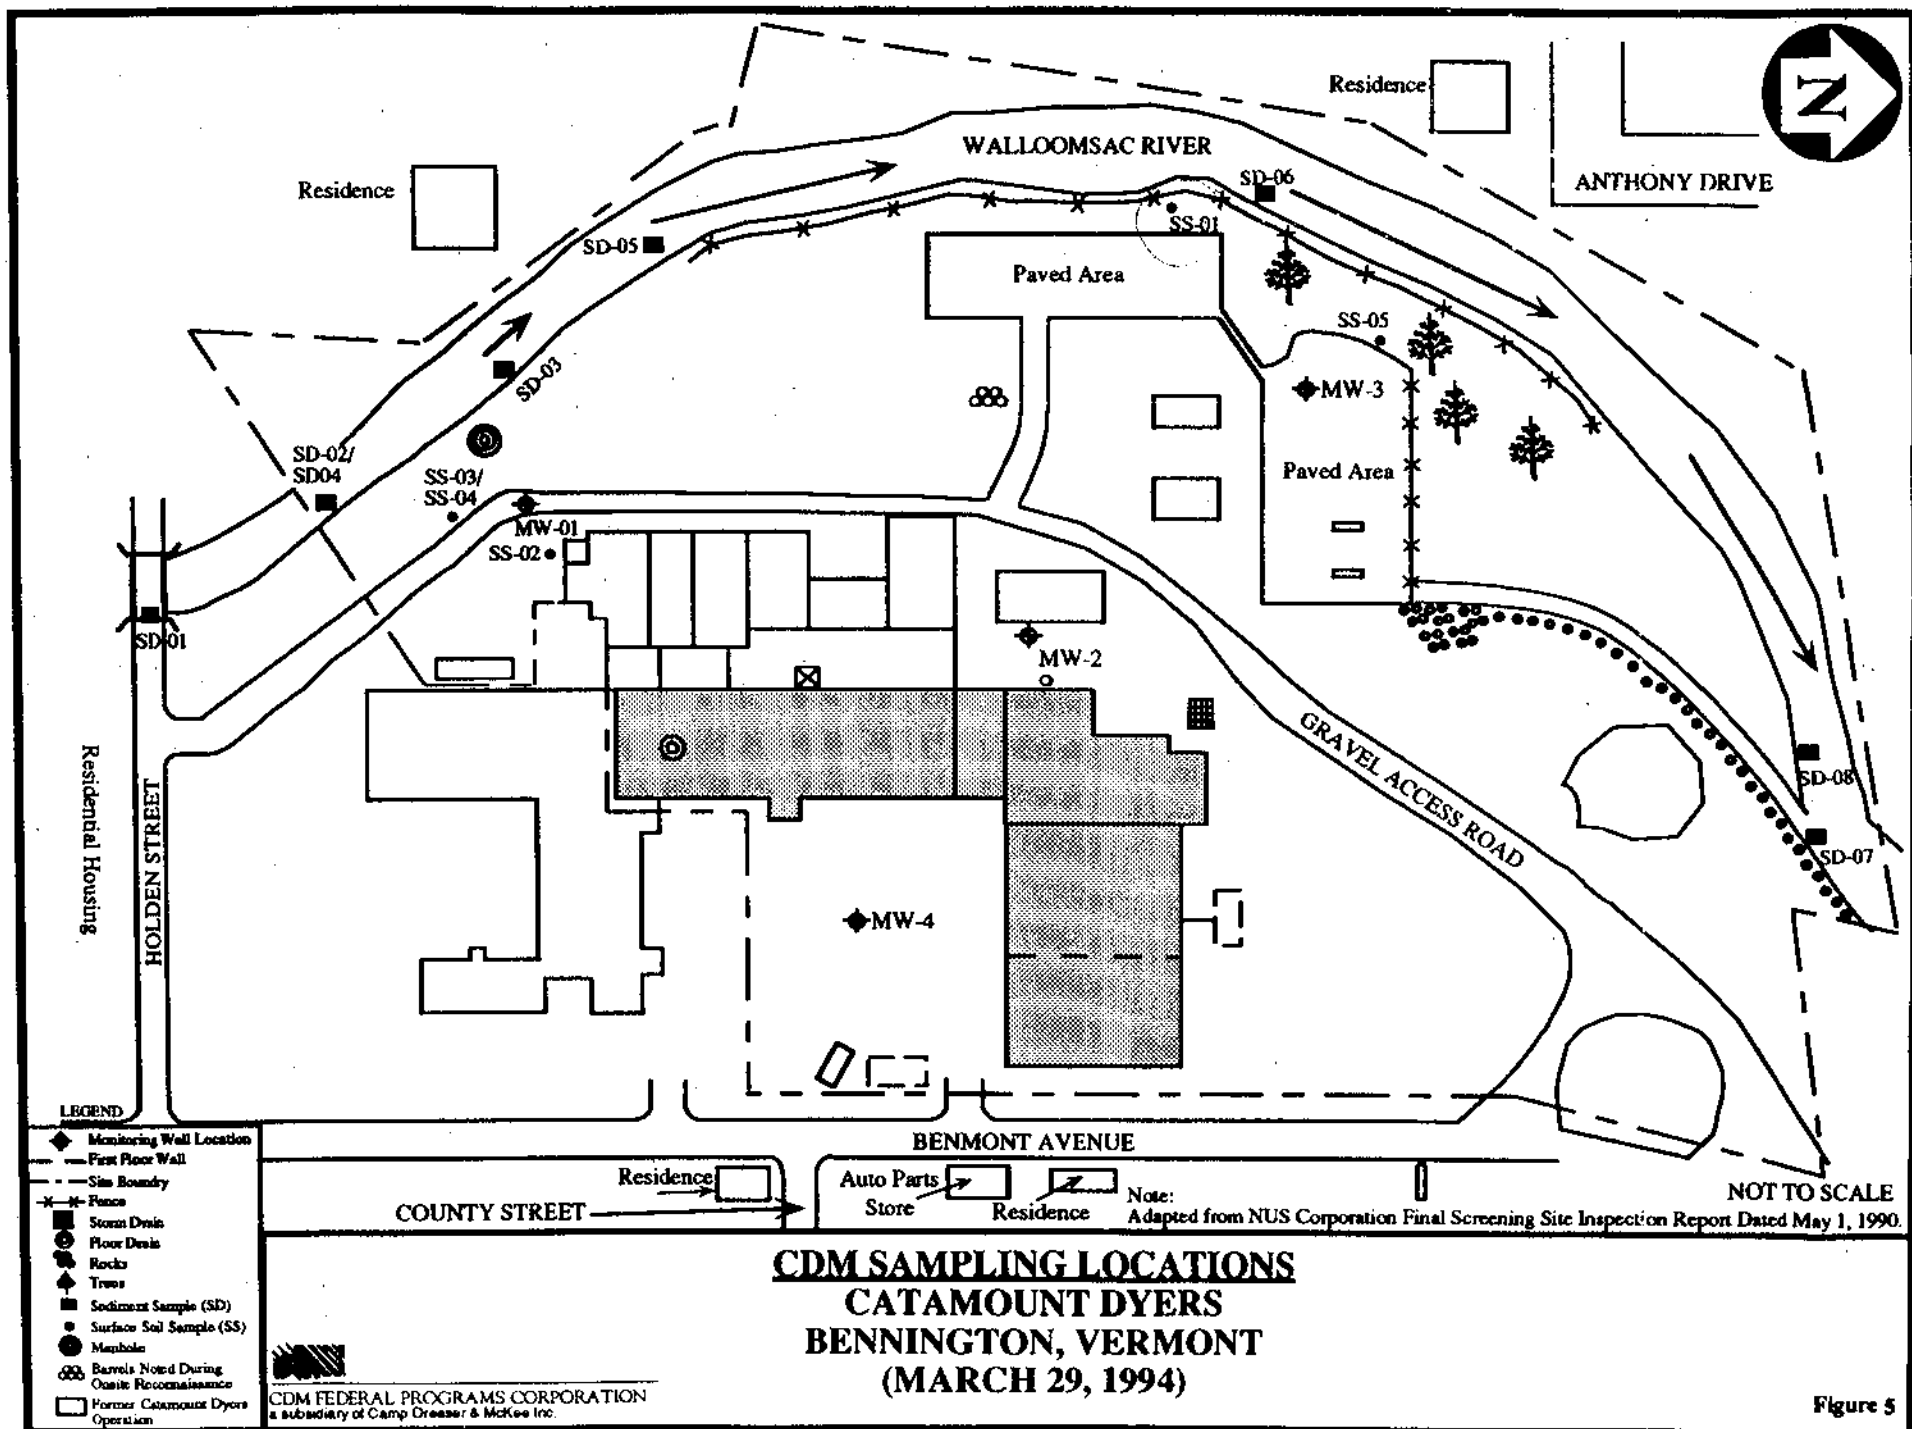 Residence
N
WALLOOMSAC RIVER
ANTHONY DRIVE
Residence
SD-06
SS-01
SD-05
Paved Area
SS-05
SD-03
MW-3
SD-02/
SD04
SS-03/
SS-04
Paved Area
MW-01
SS-02
SD-01
MW-2
GRAVEL ACCESS ROAD
SD-08
SD-07
Residential Housing
HOLDEN STREET
MW-4
LEGEND
Monitoring Well Location
First Floor Wall
Site Boundry
Fence
Storm Drain
Floor Drain
Rocks
Trees
Sediment Sample (SD)
Surface Soil Sample (SS)
Manhole
Barrels Noted During
Onsite Reconnaissance
Former Catamount Dyers
Operation
BENMONT AVENUE
Residence
COUNTY STREET
Auto Parts
Store
Residence
NOT TO SCALE
Note:
Adapted from NUS Corporation Final Screening Site Inspection Report Dated May 1, 1990.
CDM SAMPLING LOCATIONS
CATAMOUNT DYERS
BENNINGTON, VERMONT
(MARCH 29, 1994)
CDM FEDERAL PROGRAMS CORPORATION
a subsidiary of Camp Dresser & McKee Inc.
Figure 5